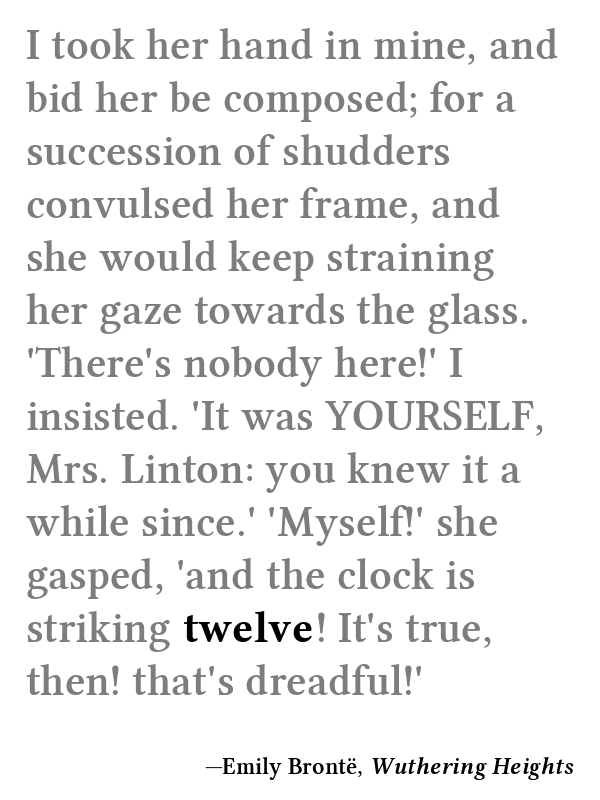 I took her hand in mine, and
bid her be composed; for a
succession of shudders
convulsed her frame, and
she would keep straining
her gaze towards the glass.
'There's nobody here!' I
insisted. 'It was YOURSELF,
Mrs. Linton: you knew it a
while since.' 'Myself!' she
gasped, 'and the clock is
striking twelve! It's true,
then! that's dreadful!'
—Emily Brontë, Wuthering Heights